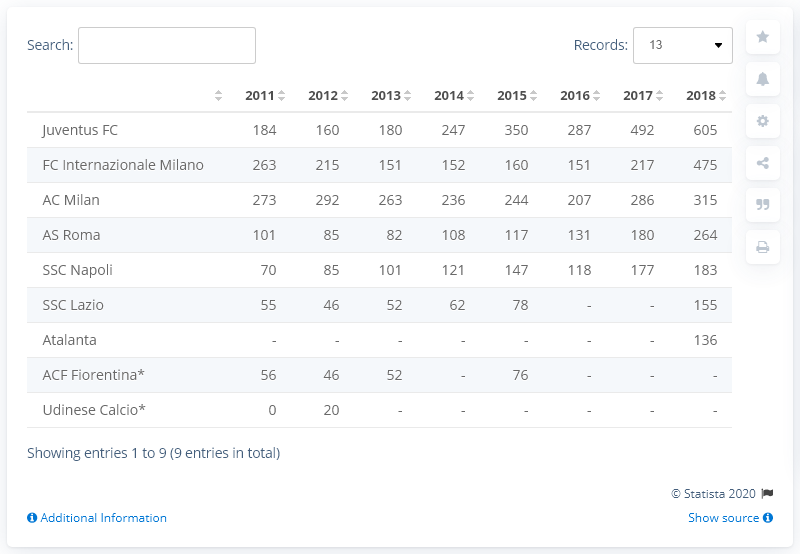 Search:
Records: 13
2011 2012 2013 2014 2015 2016 2017 2018
Juventus FC 184 160 180 247 350 287 492 605
FC Internazionale Milano 263 215 151 152 160 151 217 475
AC Milan 273 292 263 236 244 207 286 315
AS Roma 101 85 82 108 117 131 180 264
SSC Napoli 70 85 101 121 147 118 177 183
SSC Lazio 55 46 52 62 78 - - 155
Atalanta - - - - - - - 136
ACF Fiorentina* 56 46 52 - 76 - - -
Udinese Calcio* 0 20 - - - - - -
Showing entries 1 to 9 (9 entries in total)
© Statista 2020
Additional Information
Show source